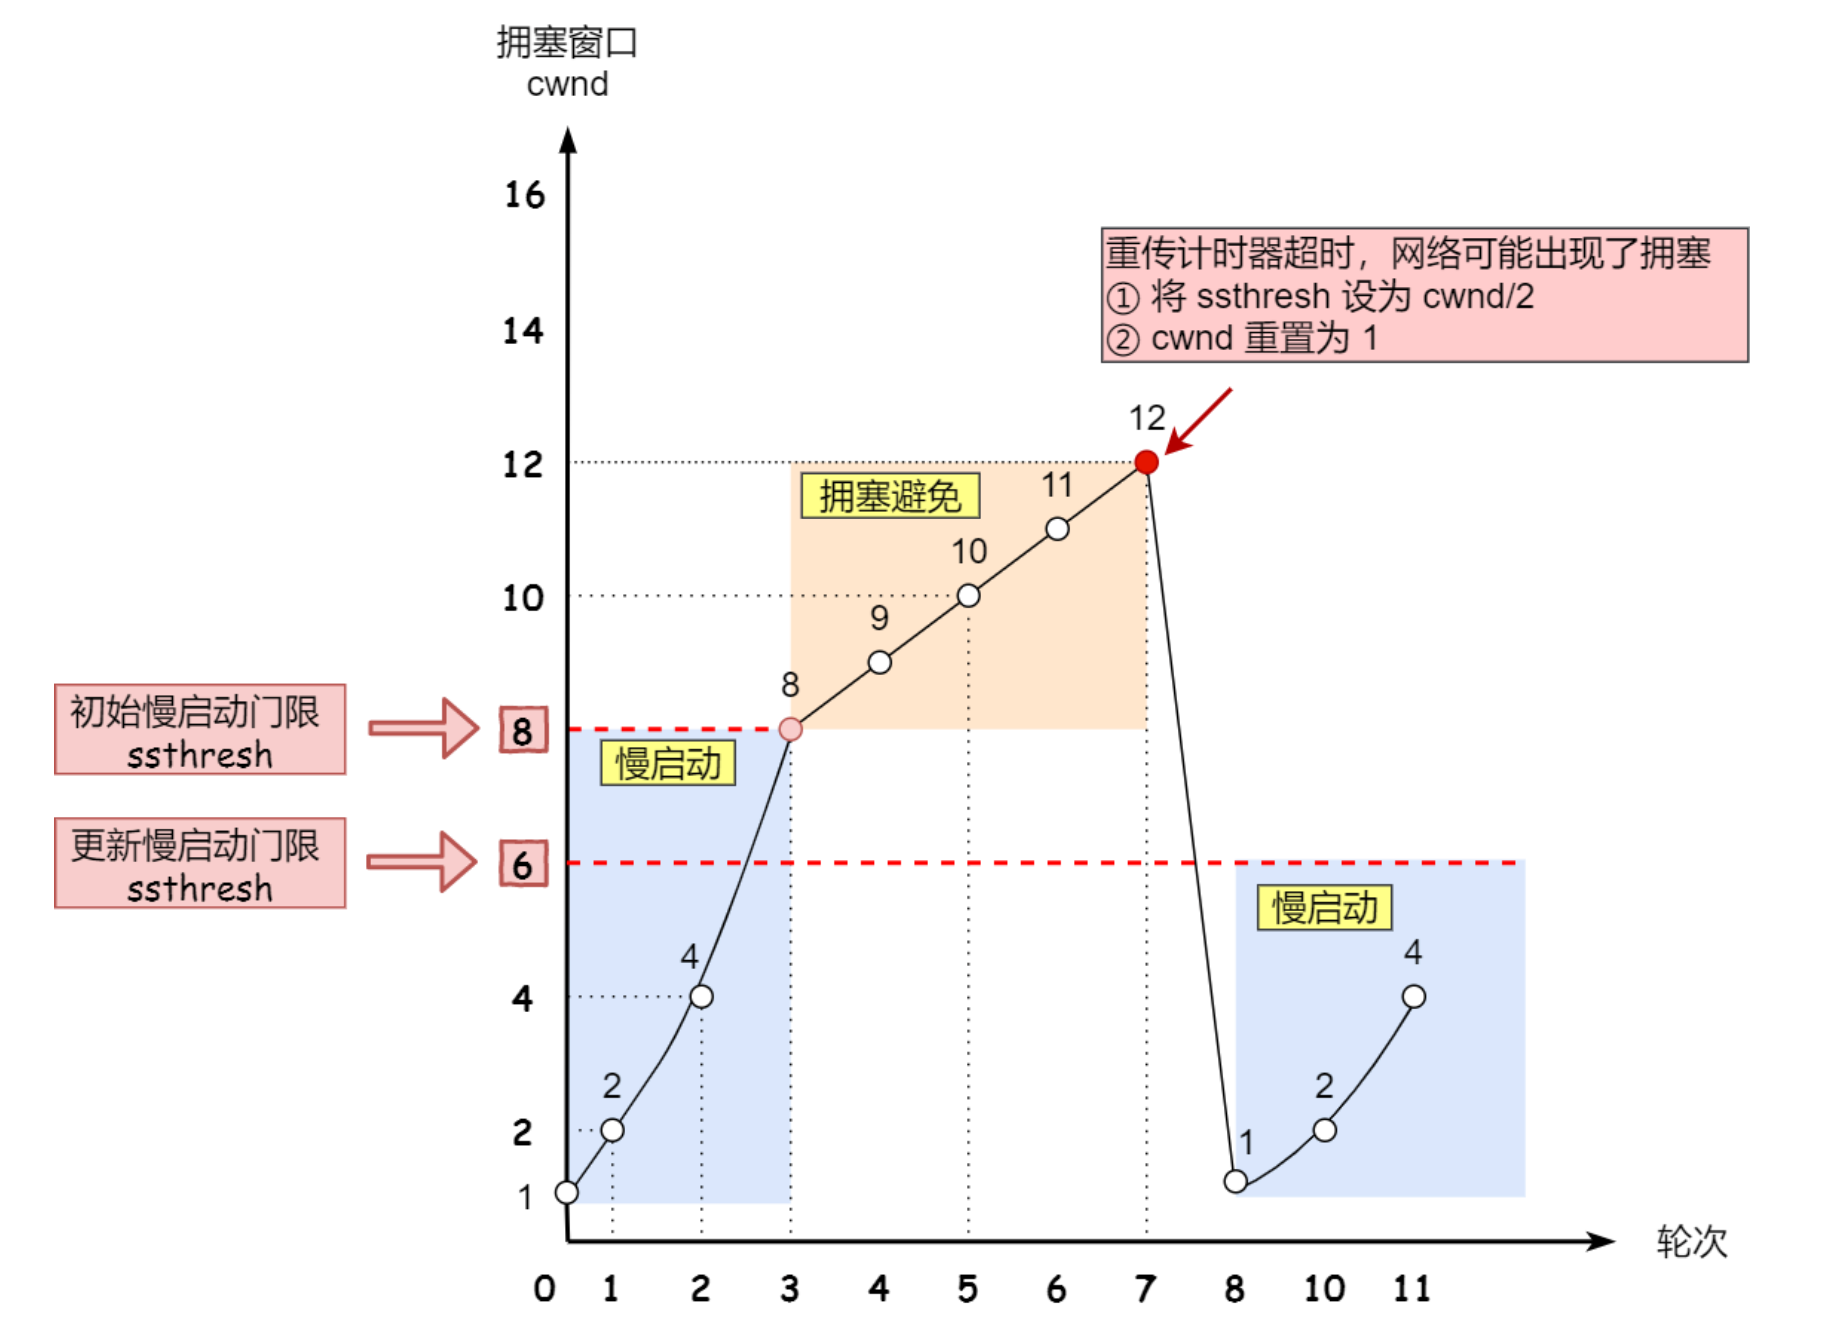 拥塞窗口
cwnd
16
14
12
10
8
6
4
2
1
重传计时器超时，网络可能出现了拥塞
① 将 ssthresh 设为 cwnd/2
② cwnd 重置为 1
12
拥塞避免
11
10
9
8
初始慢启动门限
ssthresh
慢启动
更新慢启动门限
ssthresh
慢启动
4
2
4
2
1
轮次
0 1 2 3 4 5 6 7 8 10 11